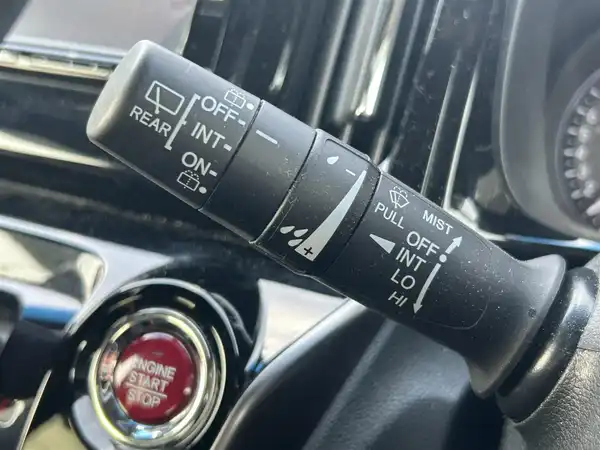 REAR
OFF
INT
ON
-
+
PULL
MIST
OFF
INT
LO
HI
ENGINE
START
STOP